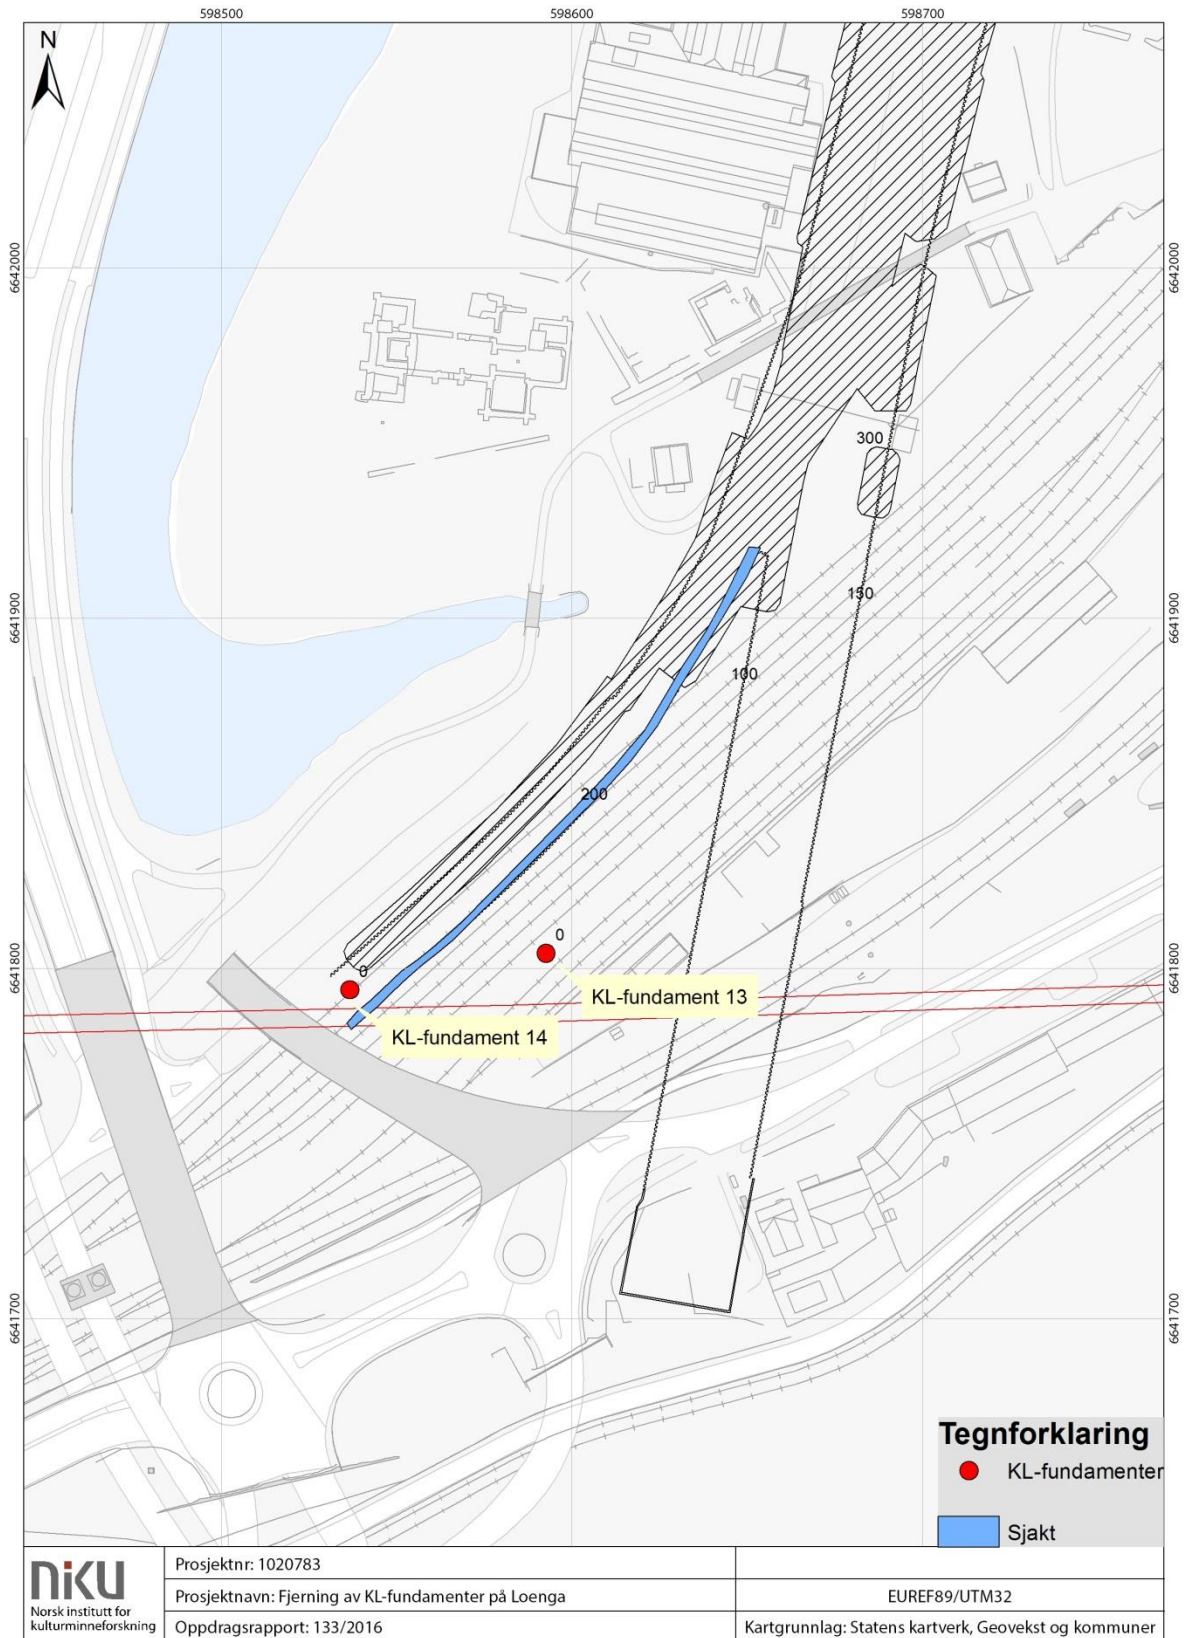 598500
598600
598700
N
6642000
6642000
300
150
6641900
6641900
100
200
0
0
6641800
6641800
KL-fundament 13
KL-fundament 14
6641700
6641700
Tegnforklaring
KL-fundamenter
Sjakt
niku
Norsk institutt for
kulturminneforskning
Prosjektnr: 1020783
Prosjektnavn: Fjerning av KL-fundamenter på Loenga
EUREF89/UTM32
Oppdragsrapport: 133/2016
Kartgrunnlag: Statens kartverk, Geovekst og kommuner